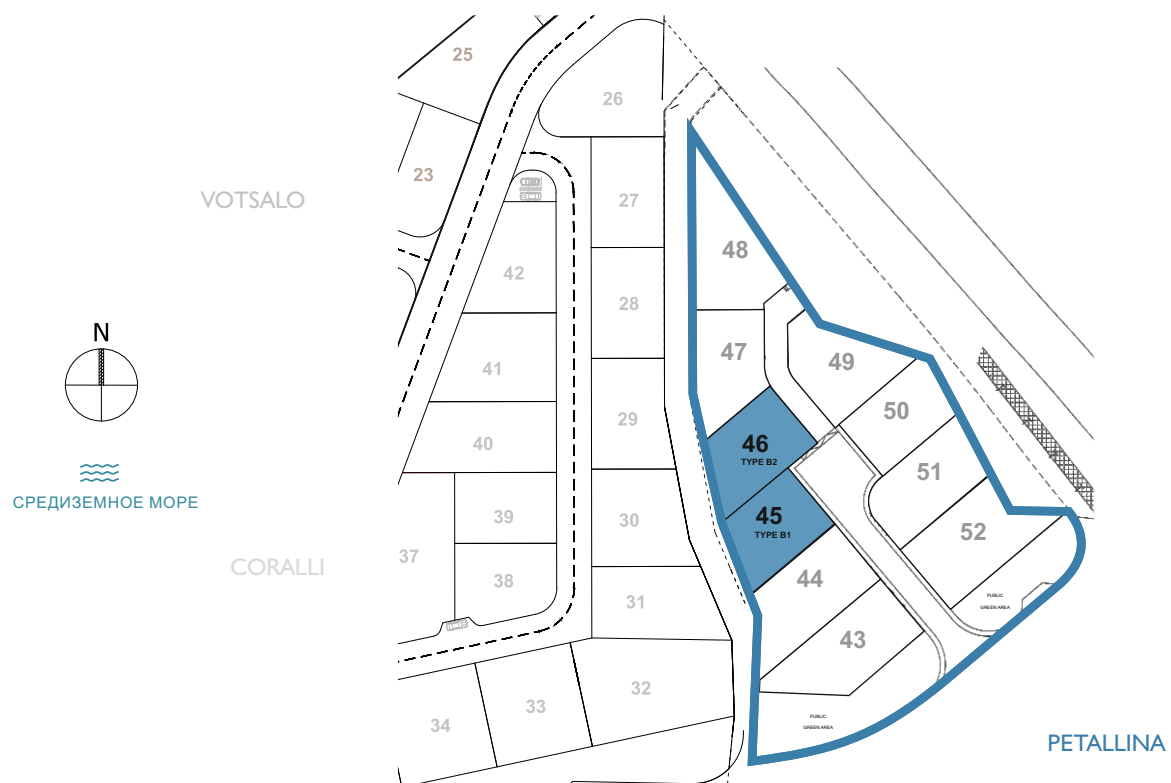 25
26
23
VOTSALO
27
48
42
28
N
47
49
41
50
29
40
46
TYPE B2
51
СРЕДИЗЕМНОЕ МОРЕ
39
30
45
TYPE B1
52
37
CORALLI
38
44
31
PUBLIC
GREEN AREA
43
32
33
34
PUBLIC
GREEN AREA
PETALLINA